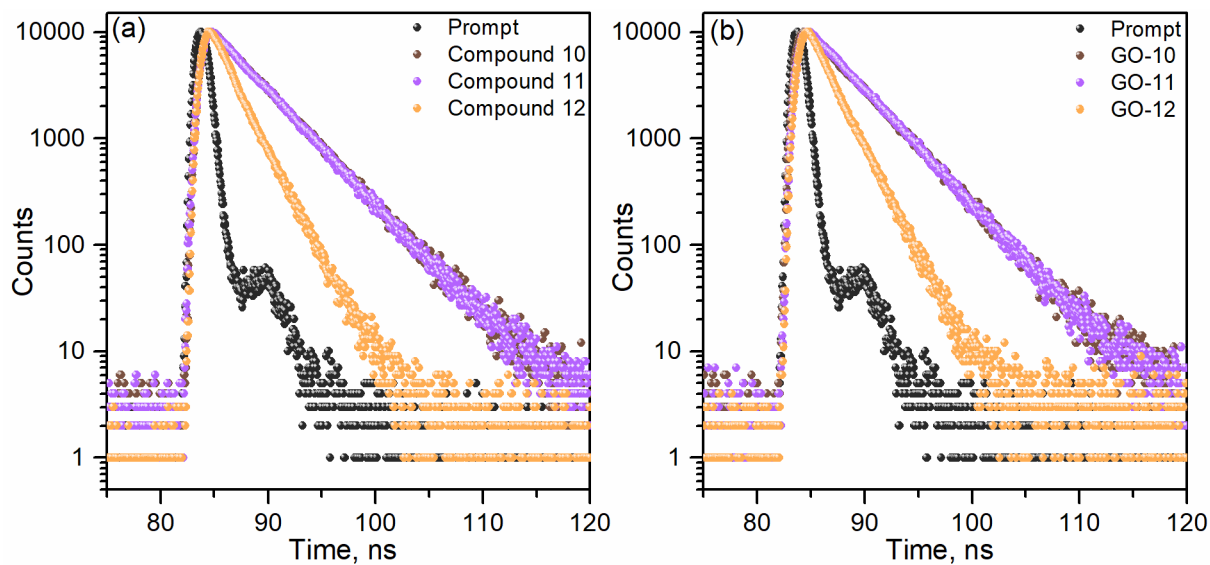 (a)
Prompt
Compound 10
Compound 11
Compound 12
10000
1000
100
10
1
Counts
80 90 100 110 120
Time, ns
(b)
Prompt
GO-10
GO-11
GO-12
10000
1000
100
10
1
Counts
80 90 100 110 120
Time, ns